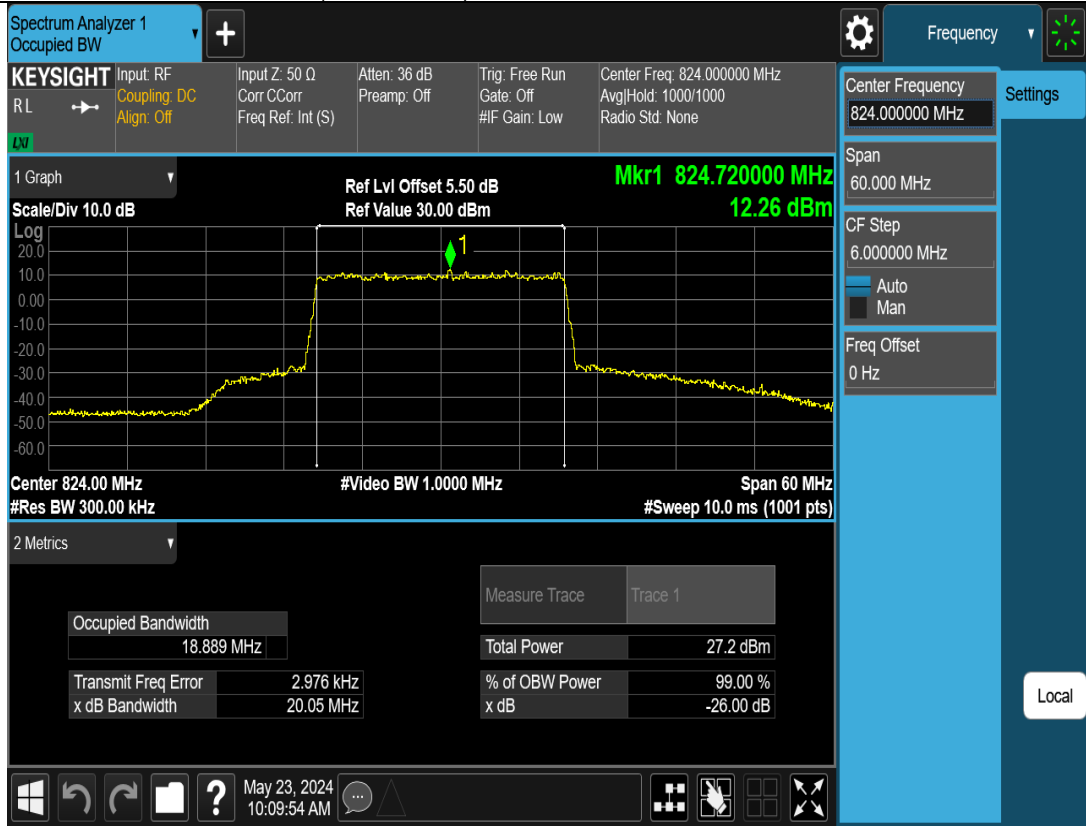 Spectrum Analyzer 1
Occupied BW
+
Frequency
KEYSIGHT
R L
LXI
Input: RF
Coupling: DC
Align: Off
Input Z: 50 Ω
Corr CCorr
Freq Ref: Int (S)
Atten: 36 dB
Preamp: Off
Trig: Free Run
Gate: Off
#IF Gain: Low
Center Freq: 824.000000 MHz
Avg|Hold: 1000/1000
Radio Std: None
Center Frequency
824.000000 MHz
Settings
Span
60.000 MHz
CF Step
6.000000 MHz
Auto
Man
Freq Offset
0 Hz
Local
1 Graph
Scale/Div 10.0 dB
Ref Lvl Offset 5.50 dB
Ref Value 30.00 dBm
Mkr1 824.720000 MHz
12.26 dBm
Log
1
20.0
10.0
0.00
-10.0
-20.0
-30.0
-40.0
-50.0
-60.0
Center 824.00 MHz
#Res BW 300.00 kHz
#Video BW 1.0000 MHz
Span 60 MHz
#Sweep 10.0 ms (1001 pts)
2 Metrics
Measure Trace Trace 1
Occupied Bandwidth
18.889 MHz
Total Power 27.2 dBm
Transmit Freq Error 2.976 kHz
% of OBW Power 99.00 %
x dB Bandwidth 20.05 MHz
x dB -26.00 dB
?
May 23, 2024
10:09:54 AM